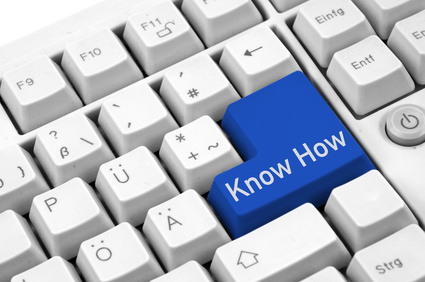 F9
F10
F11
Einfg
Entf
#
'
?
ß \
´
`
*
+ ~
P
Ü
Ö
Ä
Know How
Strg